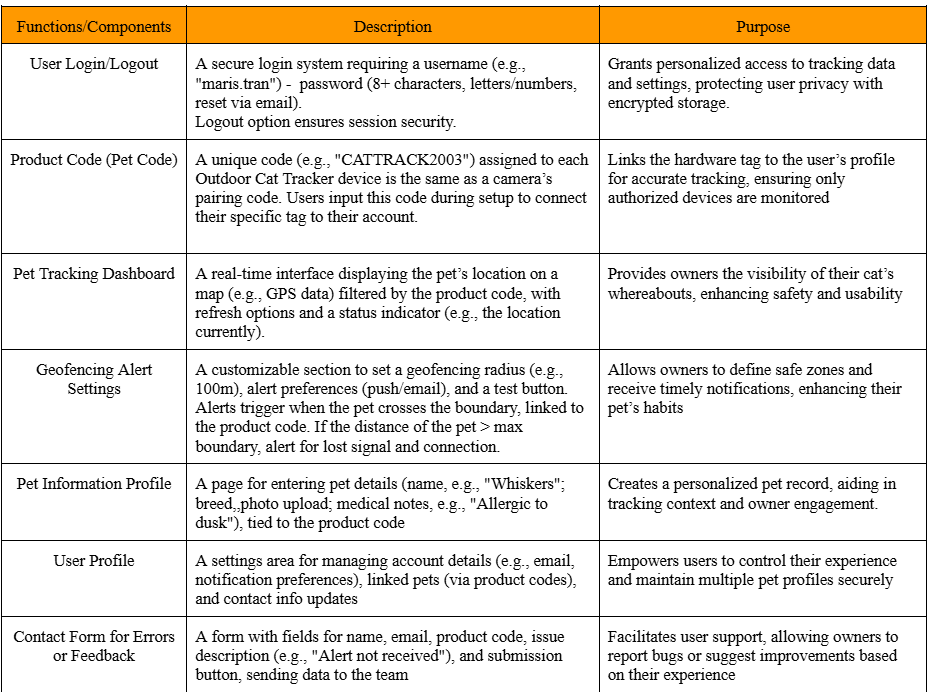 Functions/Components
Description
Purpose
User Login/Logout
A secure login system requiring a username (e.g.,
"maris.tran") -  password (8+ characters, letters/numbers,
reset via email).
Logout option ensures session security.
Grants personalized access to tracking data
and settings, protecting user privacy with
encrypted storage.
Product Code (Pet Code)
A unique code (e.g., "CATTRACK2003") assigned to each
Outdoor Cat Tracker device is the same as a camera's
pairing code. Users input this code during setup to connect
their specific tag to their account.
Links the hardware tag to the user's profile
for accurate tracking, ensuring only
authorized devices are monitored
Pet Tracking Dashboard
A real-time interface displaying the pet's location on a
map (e.g., GPS data) filtered by the product code, with
refresh options and a status indicator (e.g., the location
currently).
Provides owners the visibility of their cat's
whereabouts, enhancing safety and usability
Geofencing Alert
Settings
A customizable section to set a geofencing radius (e.g.,
100m), alert preferences (push/email), and a test button.
Alerts trigger when the pet crosses the boundary, linked to
the product code. If the distance of the pet > max
boundary, alert for lost signal and connection.
Allows owners to define safe zones and
receive timely notifications, enhancing their
pet's habits
Pet Information Profile
A page for entering pet details (name, e.g., "Whiskers";
breed,,photo upload; medical notes, e.g., "Allergic to
dusk"), tied to the product code
Creates a personalized pet record, aiding in
tracking context and owner engagement.
User Profile
A settings area for managing account details (e.g., email,
notification preferences), linked pets (via product codes),
and contact info updates
Empowers users to control their experience
and maintain multiple pet profiles securely
Contact Form for Errors
or Feedback
A form with fields for name, email, product code, issue
description (e.g., "Alert not received"), and submission
button, sending data to the team
Facilitates user support, allowing owners to
report bugs or suggest improvements based
on their experience